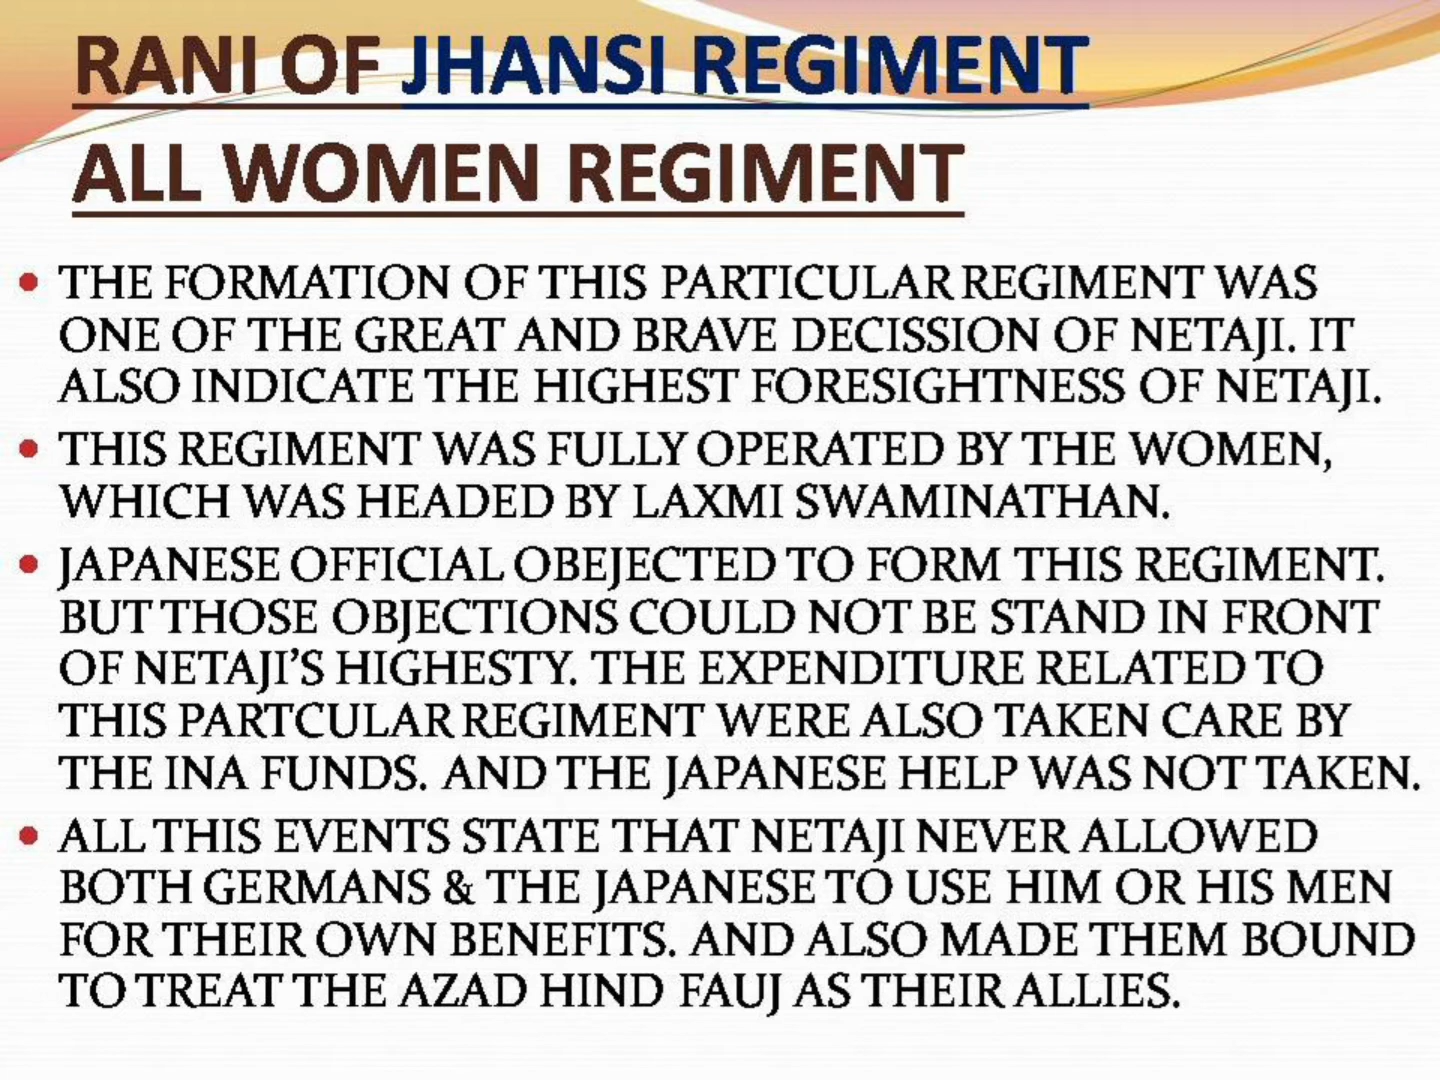 RANI OF JHANSI REGIMENT
ALL WOMEN REGIMENT
• THE FORMATION OF THIS PARTICULAR REGIMENT WAS
ONE OF THE GREAT AND BRAVE DECISSION OF NETAJI. IT
ALSO INDICATE THE HIGHEST FORESIGHTNESS OF NETAJI.
• THIS REGIMENT WAS FULLY OPERATED BY THE WOMEN,
WHICH WAS HEADED BY LAXMI SWAMINATHAN.
• JAPANESE OFFICIAL OBEJECTED TO FORM THIS REGIMENT.
BUT THOSE OBJECTIONS COULD NOT BE STAND IN FRONT
OF NETAJI'S HIGHESTY. THE EXPENDITURE RELATED TO
THIS PARTCULAR REGIMENT WERE ALSO TAKEN CARE BY
THE INA FUNDS. AND THE JAPANESE HELP WAS NOT TAKEN.
• ALL THIS EVENTS STATE THAT NETAJI NEVER ALLOWED
BOTH GERMANS & THE JAPANESE TO USE HIM OR HIS MEN
FOR THEIR OWN BENEFITS. AND ALSO MADE THEM BOUND
TO TREAT THE AZAD HIND FAUJ AS THEIR ALLIES.